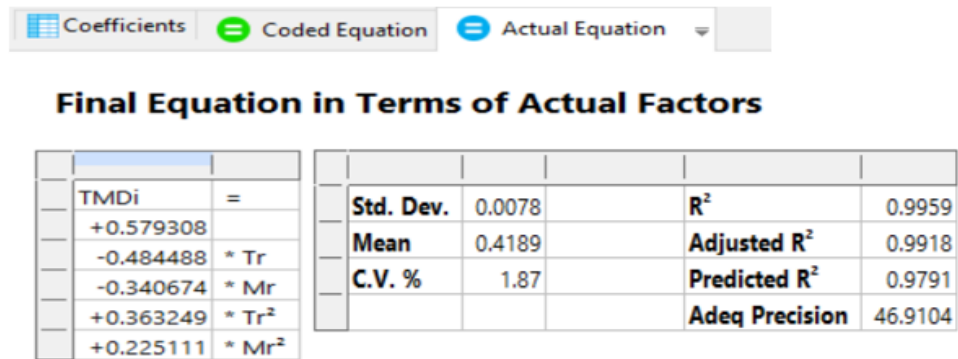 Coefficients Coded Equation Actual Equation
Final Equation in Terms of Actual Factors
TMDi =
+0.579308
-0.484488 * Tr
-0.340674 * Mr
+0.363249 * Tr²
+0.225111 * Mr²
Std. Dev. 0.0078 R² 0.9959
Mean 0.4189 Adjusted R² 0.9918
C.V. % 1.87 Predicted R² 0.9791
Adeq Precision 46.9104